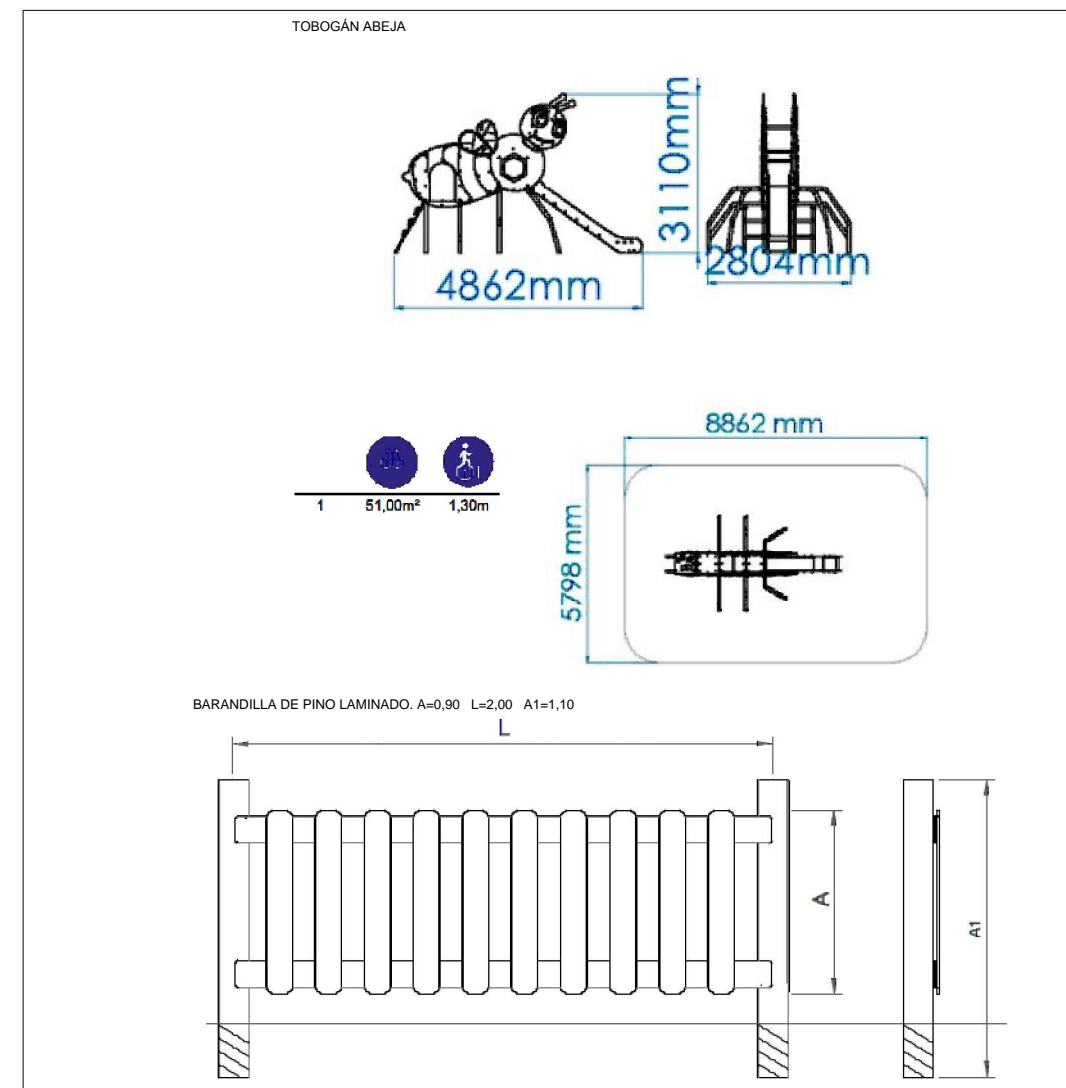 TOBOGÁN ABEJA
3110mm
4862mm
2804mm
8862 mm
5798 mm
1 51,00m² 1,30m
BARANDILLA DE PINO LAMINADO. A=0,90 L=2,00 A1=1,10
L
A
A1